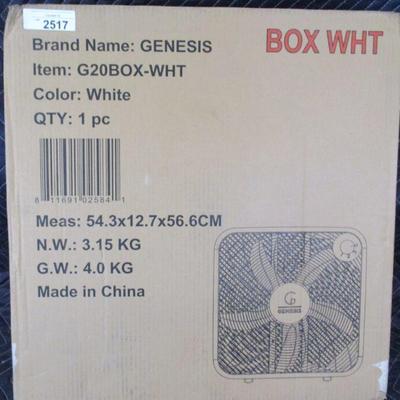 2517
BOX WHT
Brand Name: GENESIS
Item: G20BOX-WHT
Color: White
QTY: 1 pc
8 11691 02584 1
Meas: 54.3x12.7x56.6CM
N.W.: 3.15 KG
G.W.: 4.0 KG
Made in China
G
GENESIS